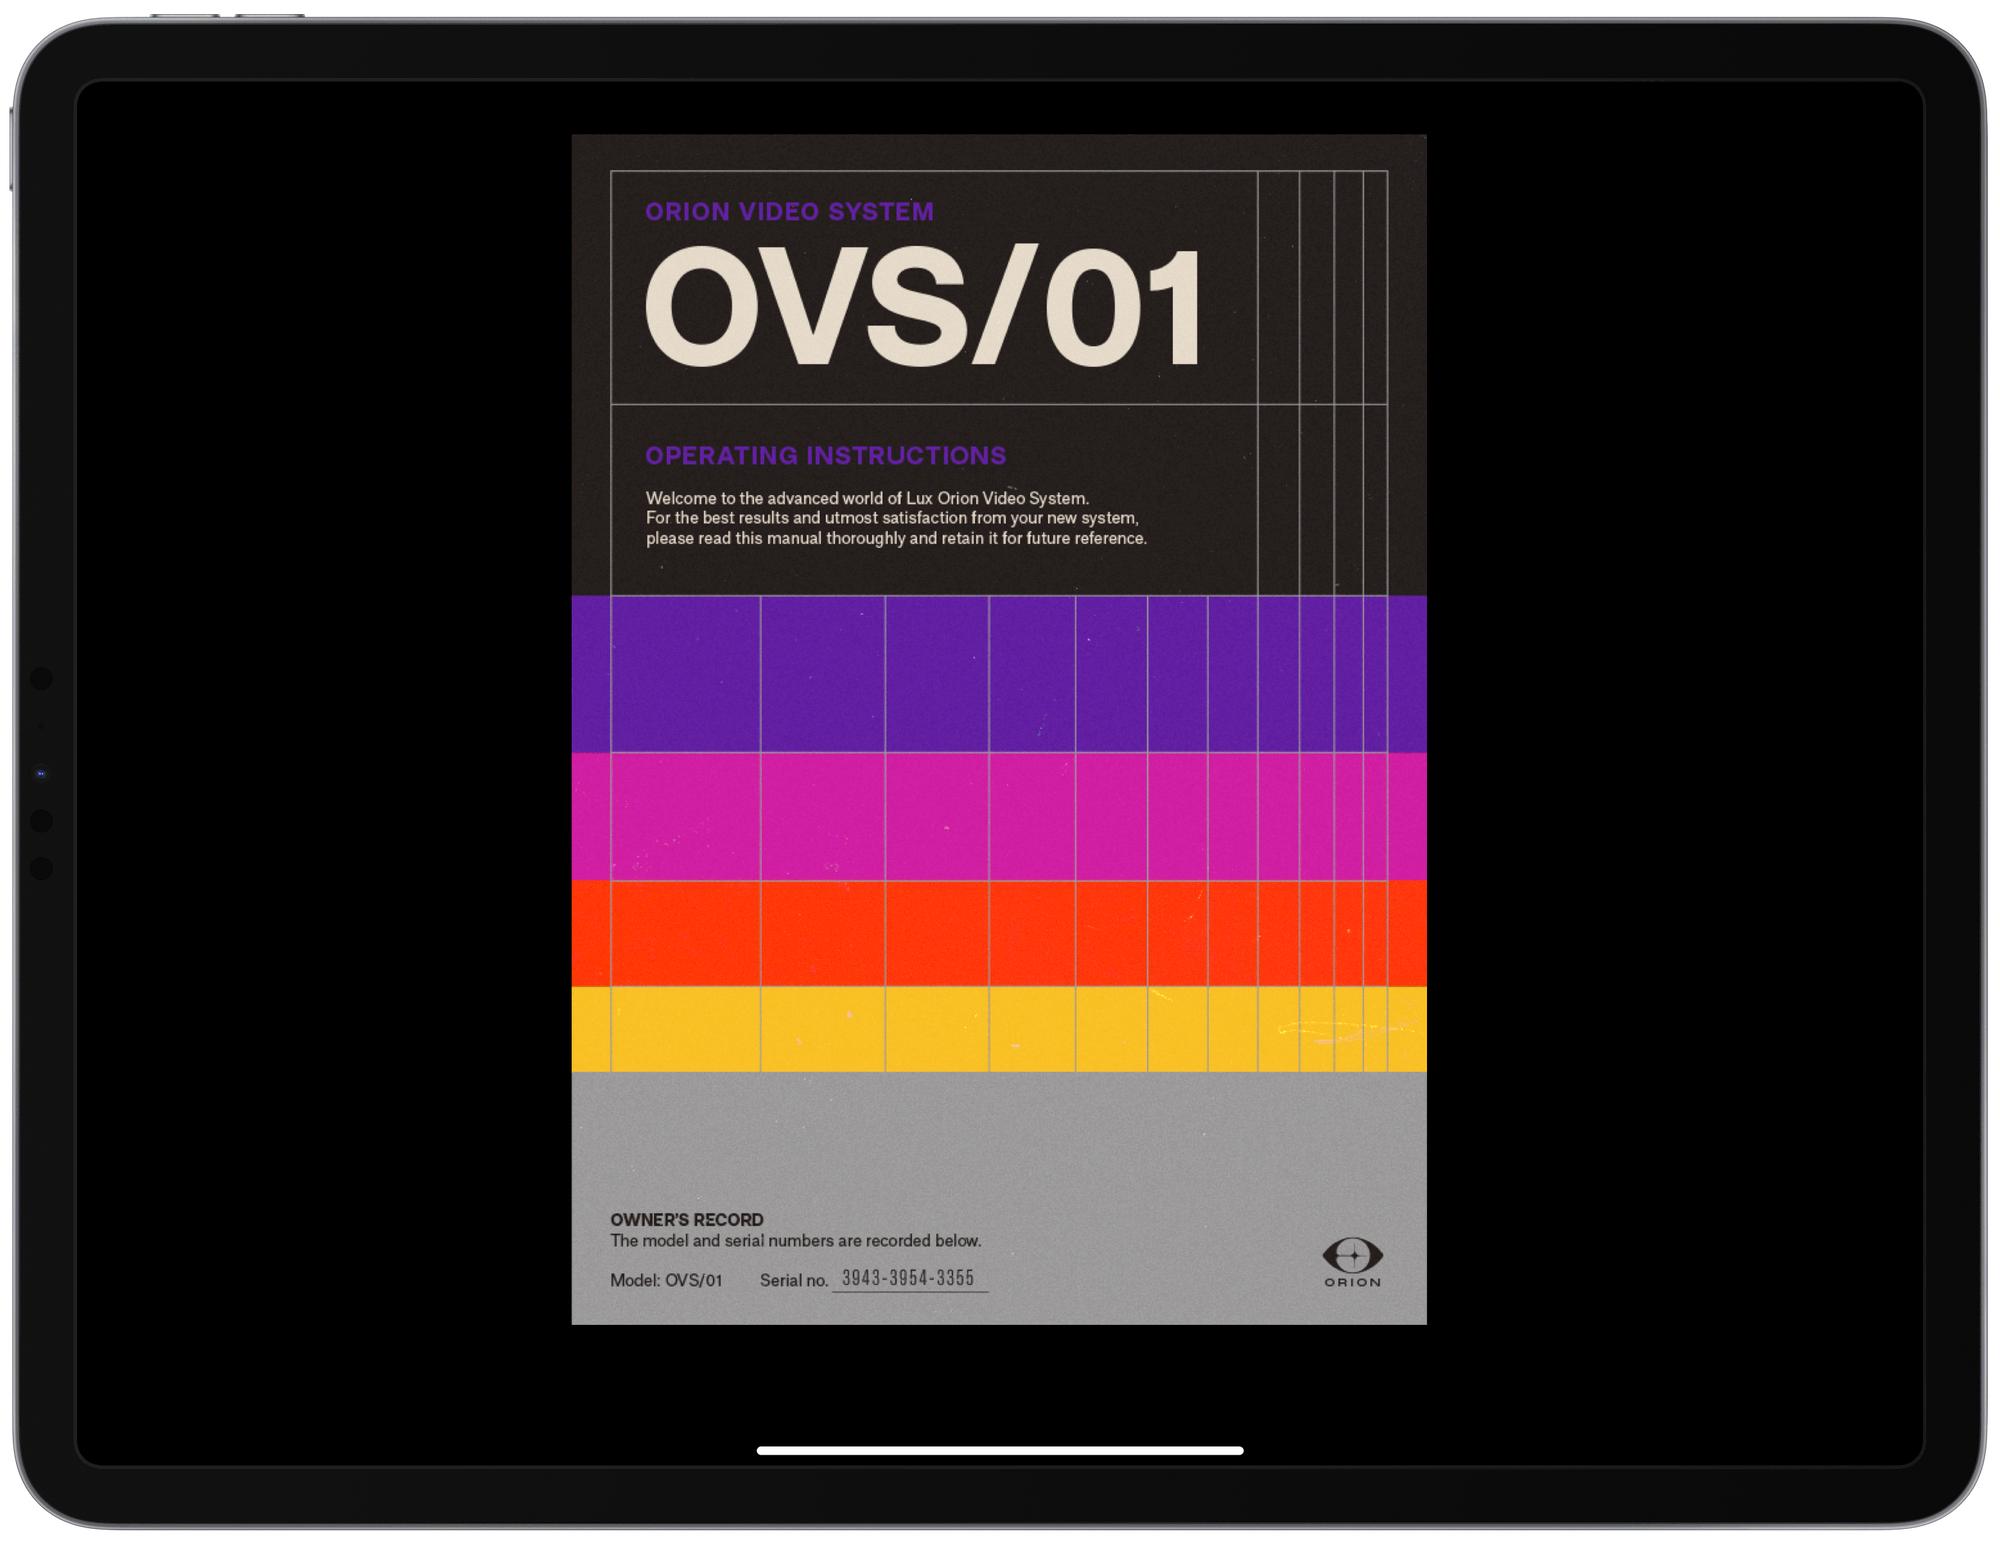 ORION VIDEO SYSTEM
OVS/01
OPERATING INSTRUCTIONS
Welcome to the advanced world of Lux Orion Video System.
For the best results and utmost satisfaction from your new system,
please read this manual thoroughly and retain it for future reference.
OWNER'S RECORD
The model and serial numbers are recorded below.
Model: OVS/01 Serial no. 3943-3954-3355
ORION